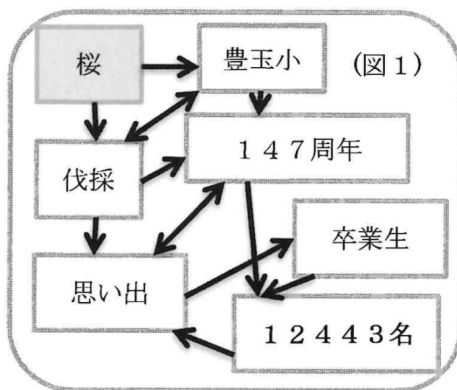 桜
豊玉小
(図1)
伐採
147周年
思い出
卒業生
12443名